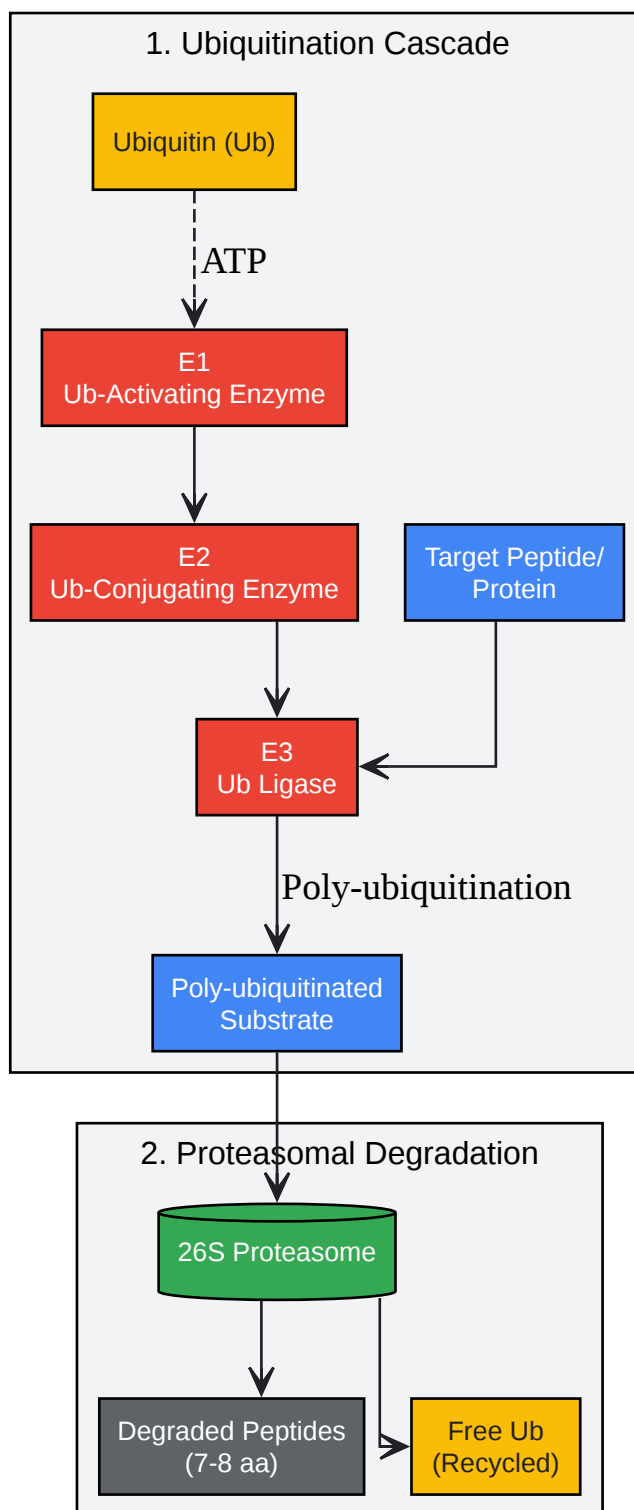 1. Ubiquitination Cascade
Ubiquitin (Ub)
ATP
E1
Ub-Activating Enzyme
E2
Ub-Conjugating Enzyme
Target Peptide/
Protein
E3
Ub Ligase
Poly-ubiquitination
Poly-ubiquitinated
Substrate
2. Proteasomal Degradation
26S Proteasome
Degraded Peptides
(7-8 aa)
Free Ub
(Recycled)